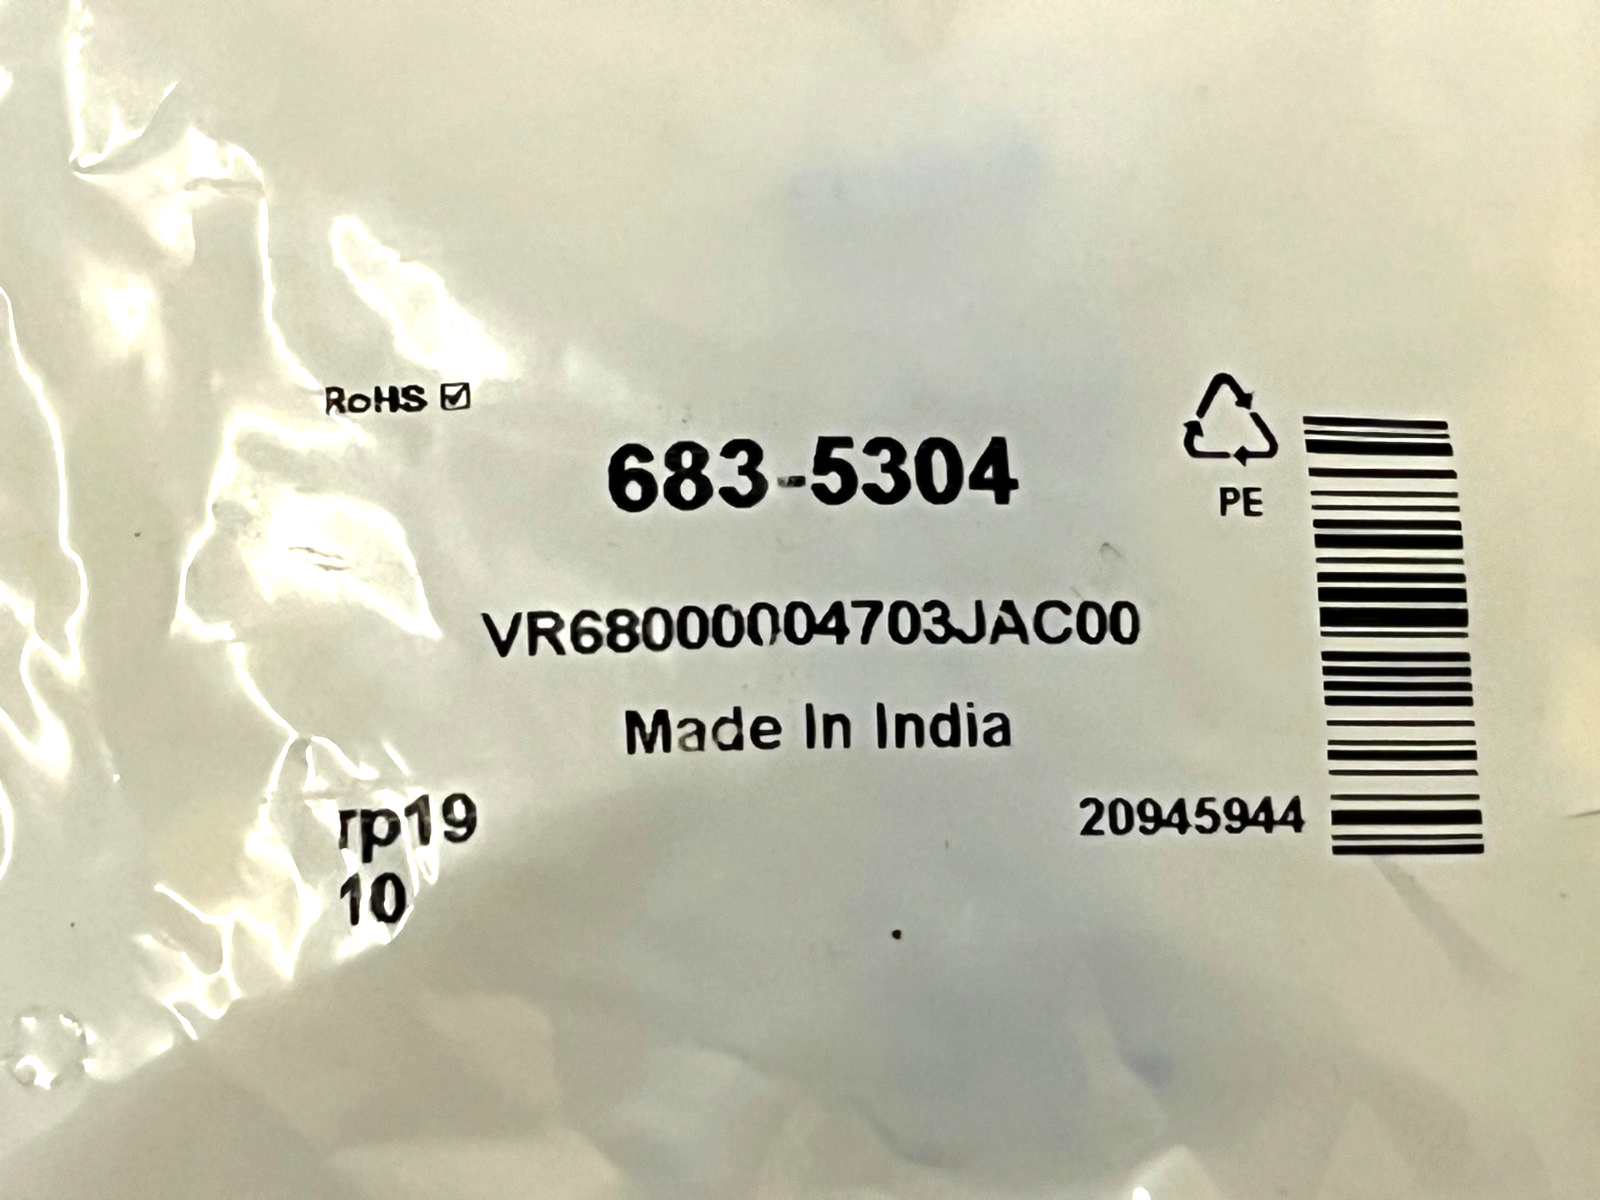 RoHS ☑
683-5304
PE
VR68000004703JAC00
Made In India
rp19
10
20945944